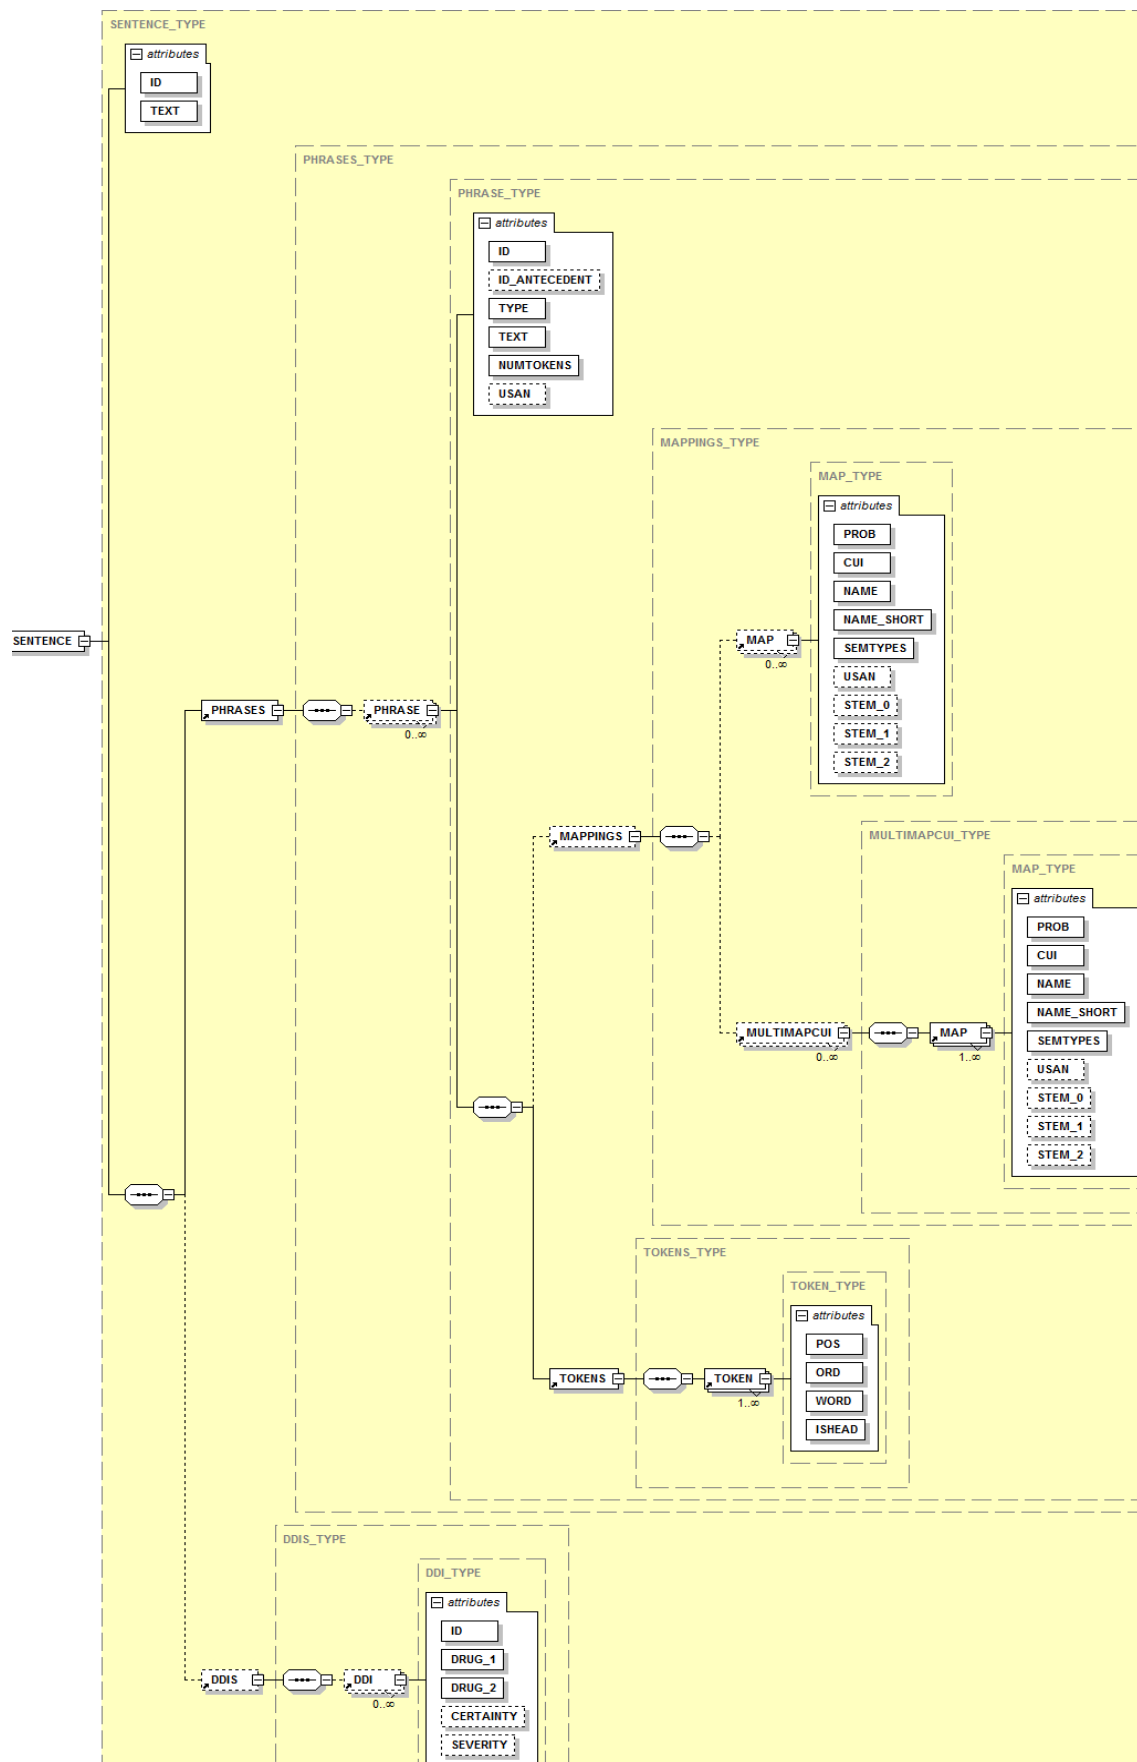 SENTENCE_TYPE
attributes
ID
TEXT
PHRASES_TYPE
PHRASE_TYPE
attributes
ID
ID_ANTECEDENT
TYPE
TEXT
NUMTOKENS
USAN
MAPPINGS_TYPE
MAP_TYPE
attributes
PROB
CUI
NAME
NAME_SHORT
SEMTYPES
USAN
STEM_0
STEM_1
STEM_2
MAP
0..∞
SENTENCE
PHRASES
PHRASE
0..∞
MAPPINGS
MULTIMAPCUI_TYPE
MAP_TYPE
attributes
PROB
CUI
NAME
NAME_SHORT
SEMTYPES
USAN
STEM_0
STEM_1
STEM_2
MULTIMAPCUI
0..∞
MAP
1..∞
TOKENS_TYPE
TOKEN_TYPE
attributes
POS
ORD
WORD
ISHEAD
TOKENS
TOKEN
1..∞
DDIS_TYPE
DDI_TYPE
attributes
ID
DRUG_1
DRUG_2
CERTAINTY
SEVERITY
DDIS
DDI
0..∞